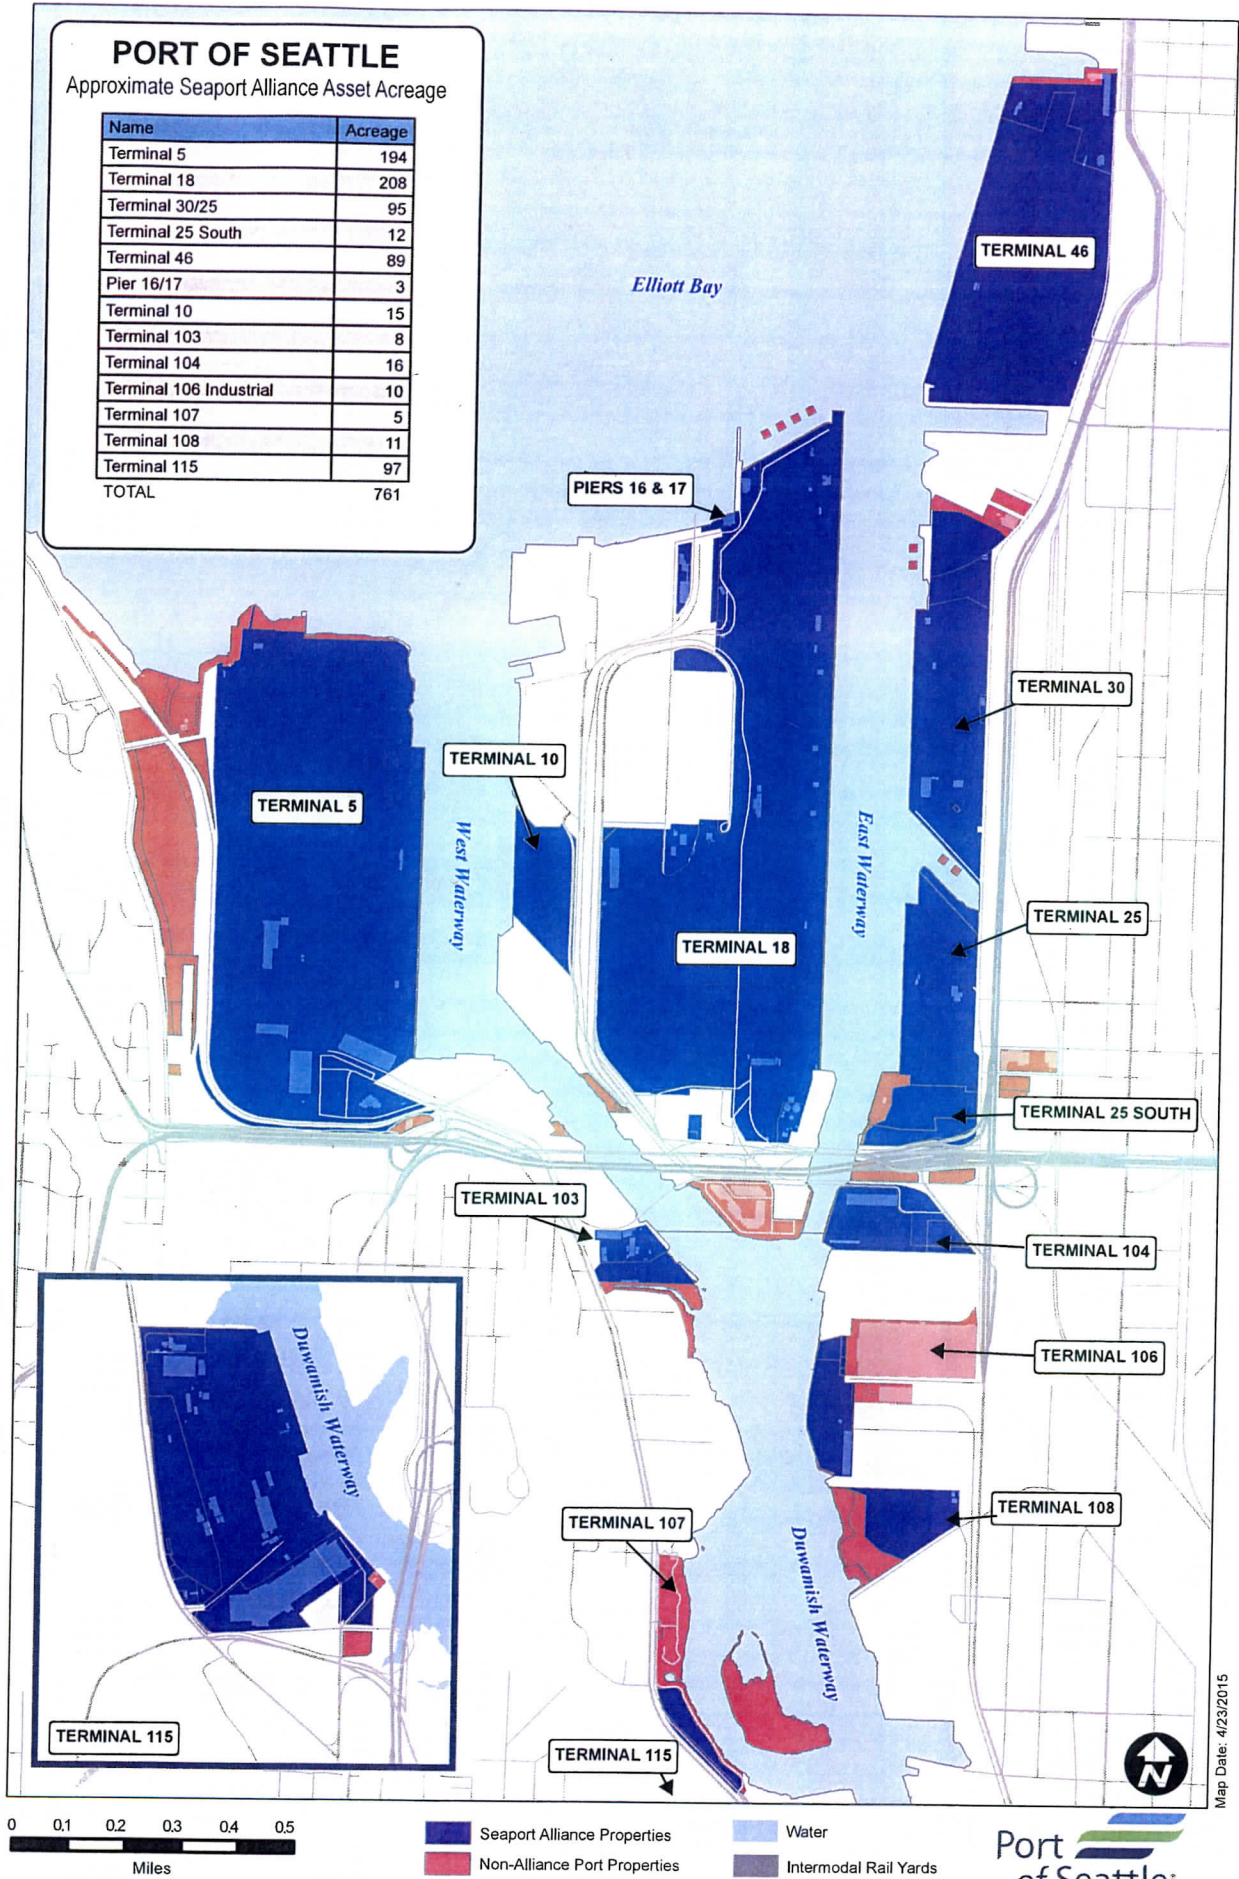 PORT OF SEATTLE
Approximate Seaport Alliance Asset Acreage
Name Acreage
Terminal 5 194
Terminal 18 208
Terminal 30/25 95
Terminal 25 South 12
Terminal 46 89
Pier 16/17 3
Terminal 10 15
Terminal 103 8
Terminal 104 16
Terminal 106 Industrial 10
Terminal 107 5
Terminal 108 11
Terminal 115 97
TOTAL 761
TERMINAL 46
Elliott Bay
PIERS 16 & 17
TERMINAL 30
TERMINAL 10
TERMINAL 5
West Waterway
East Waterway
TERMINAL 25
TERMINAL 18
TERMINAL 25 SOUTH
TERMINAL 103
TERMINAL 104
TERMINAL 106
Duwamish Waterway
TERMINAL 108
TERMINAL 107
Duwamish Waterway
TERMINAL 115
TERMINAL 115
N
Map Date: 4/23/2015
0 0.1 0.2 0.3 0.4 0.5
Miles
Seaport Alliance Properties
Non-Alliance Port Properties
Water
Intermodal Rail Yards
Port
of Seattle